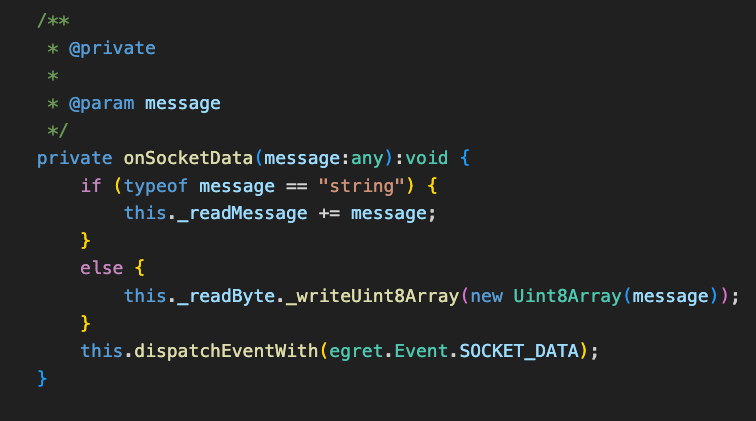 /**
 * @private
 *
 * @param message
 */
private onSocketData(message:any):void {
    if (typeof message == "string") {
        this._readMessage += message;
    }
    else {
        this._readByte._writeUint8Array(new Uint8Array(message));
    }
    this.dispatchEventWith(egret.Event.SOCKET_DATA);
}